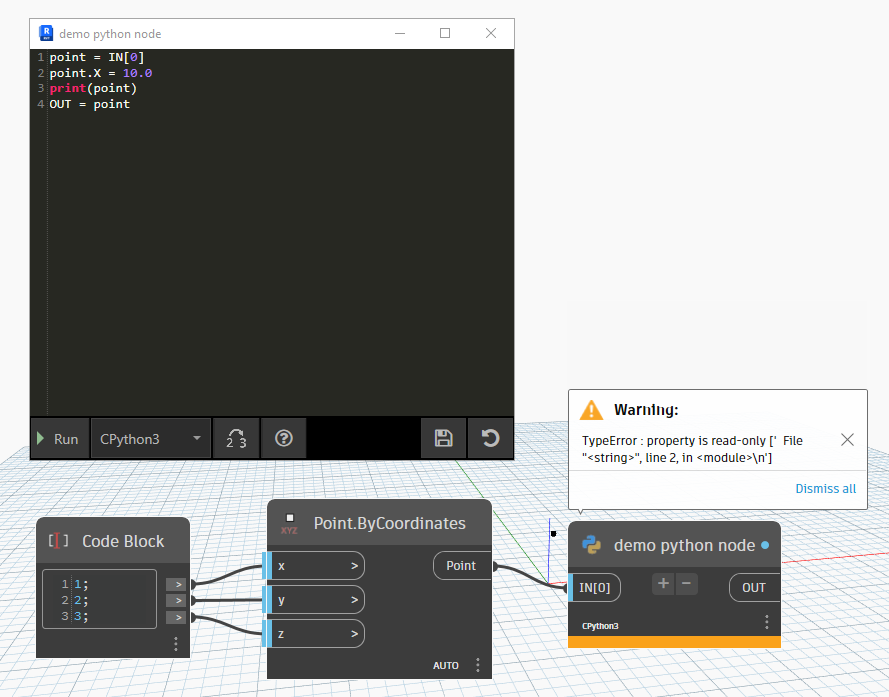 demo python node
1 point = IN[0]
2 point.X = 10.0
3 print(point)
4 OUT = point
Run
CPython3
2 3
?
Warning:
TypeError : property is read-only [' File
"<string>", line 2, in <module>\n']
Dismiss all
[ ] Code Block
1 1; >
2 2; >
3 3; >
XYZ
Point.ByCoordinates
x >
y >
z >
Point
AUTO
demo python node
IN[0]
+ −
OUT
CPython3